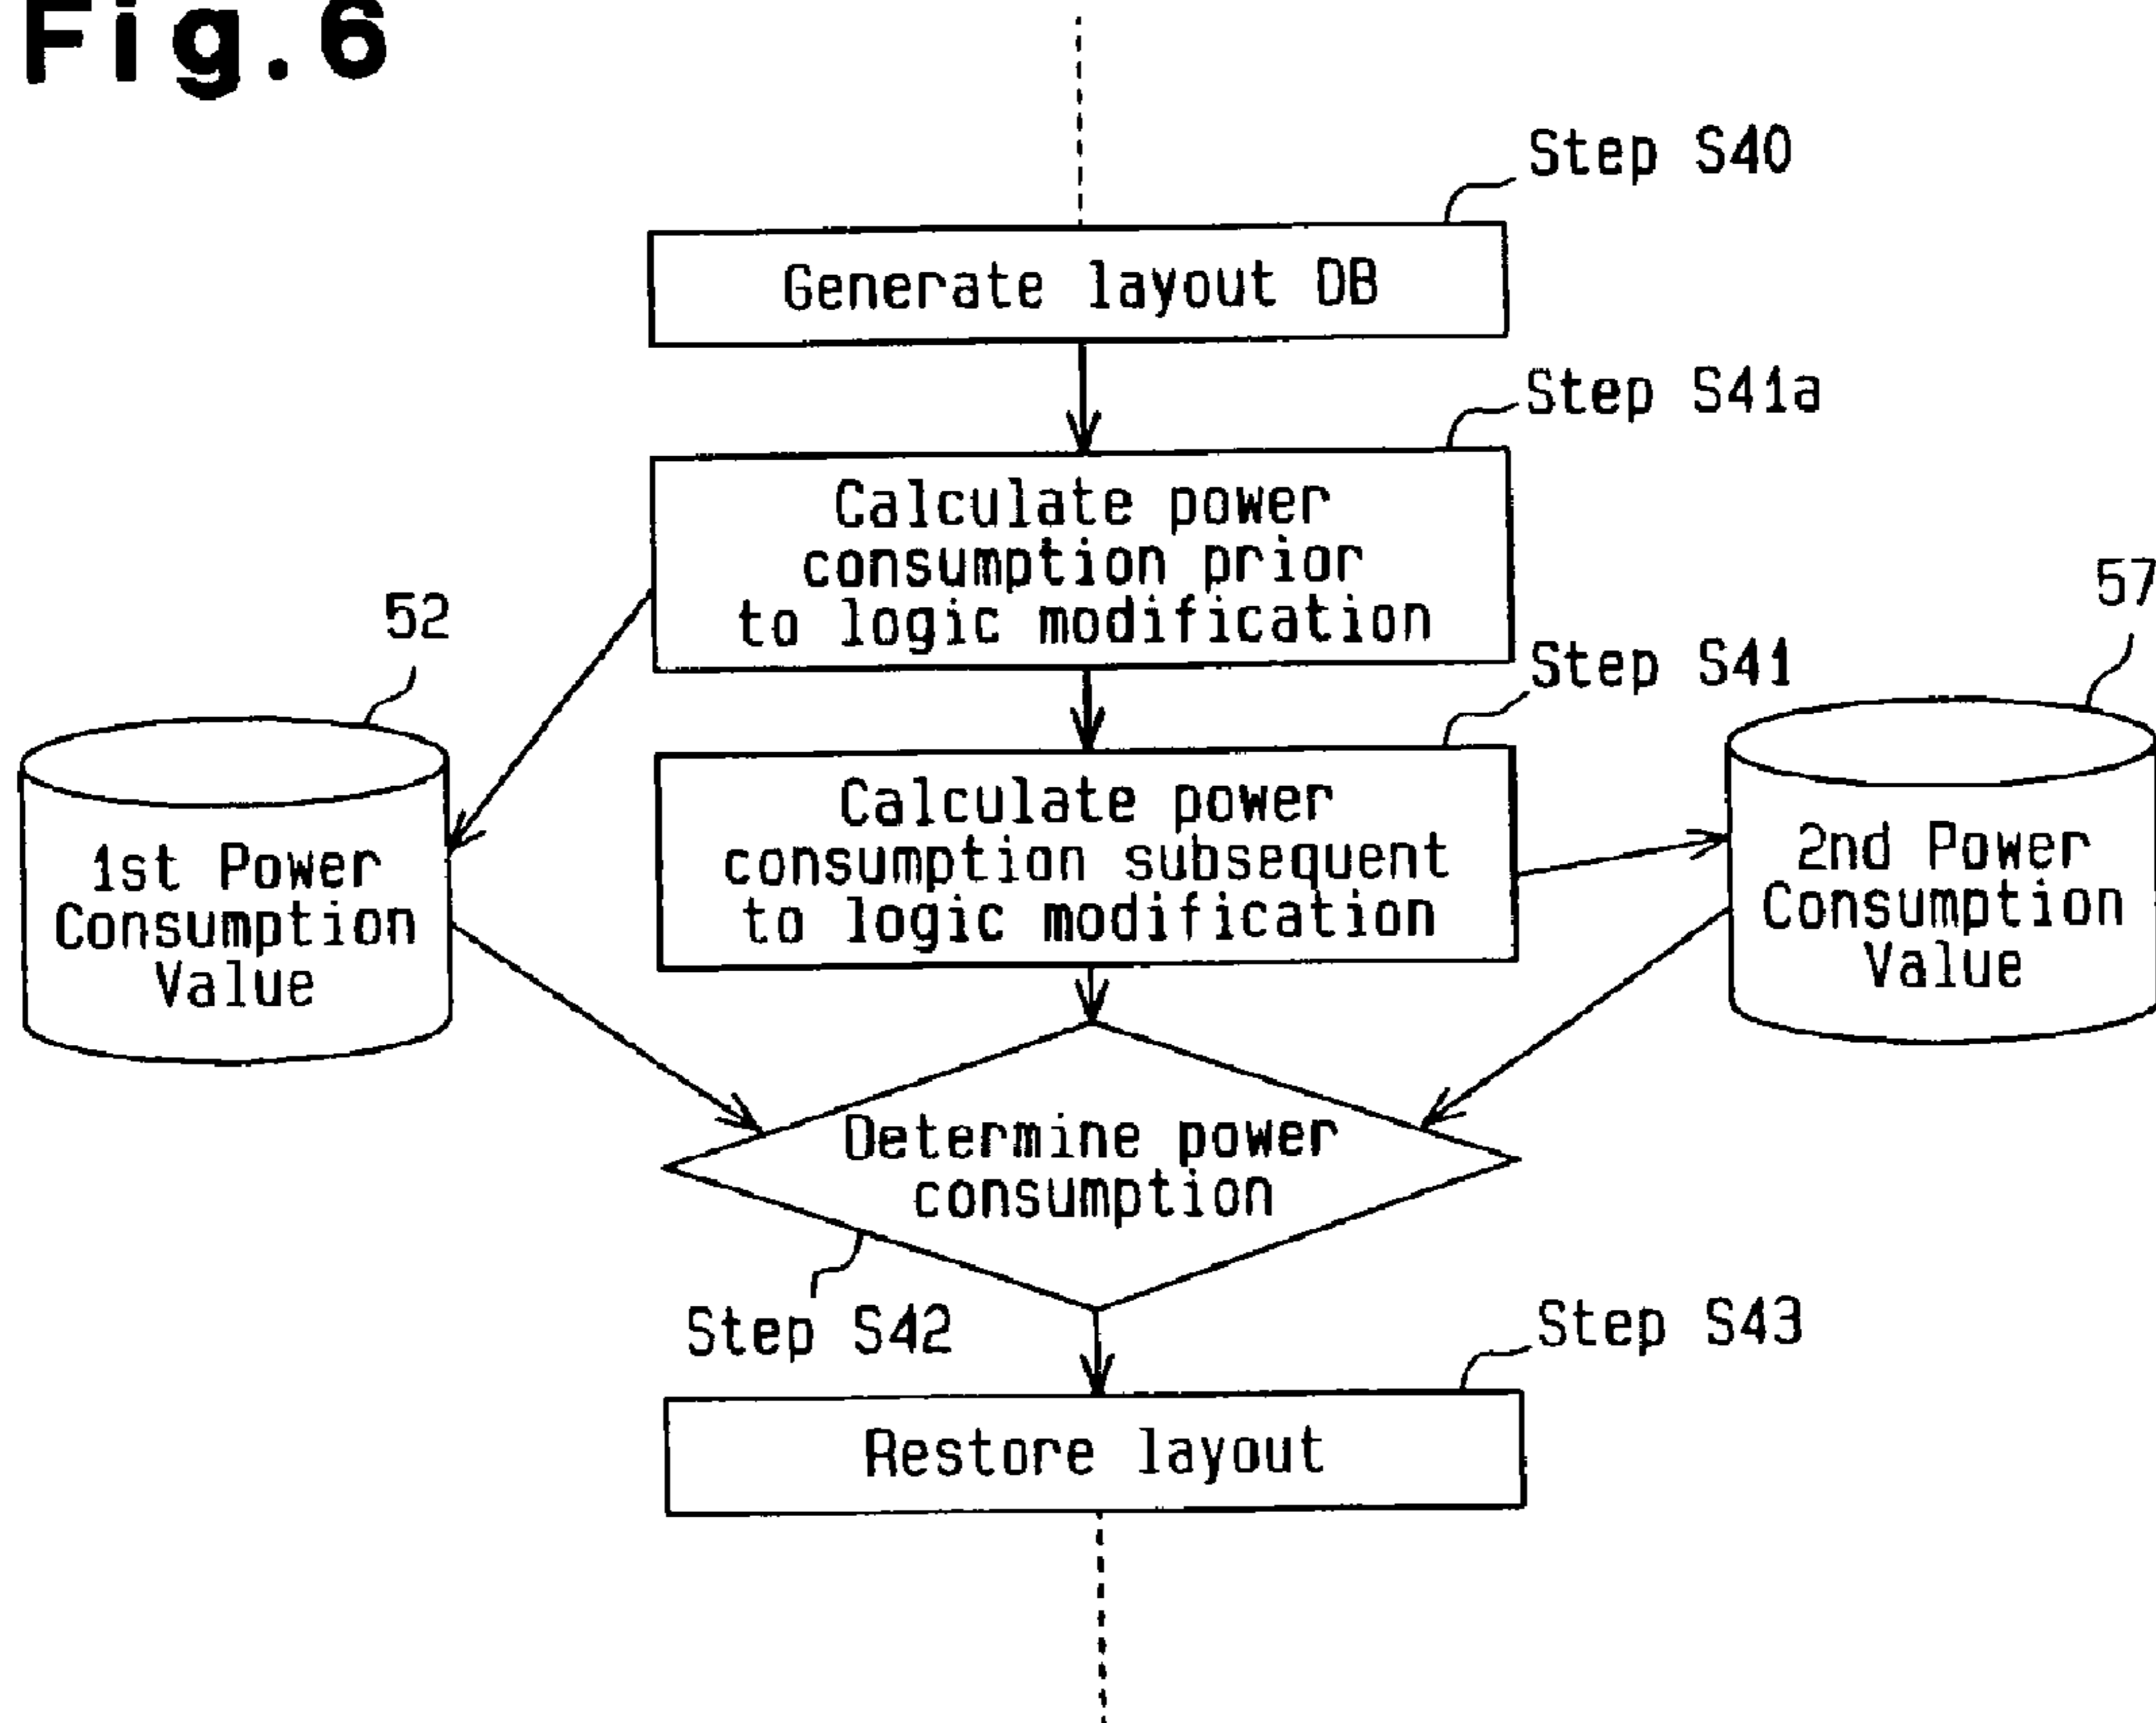 Fig.6
Step S40
Generate layout DB
Step S41a
Calculate power
consumption prior
to logic modification
52
57
Step S41
1st Power
Consumption
Value
Calculate power
consumption subsequent
to logic modification
2nd Power
Consumption
Value
Determine power
consumption
Step S42
Step S43
Restore layout